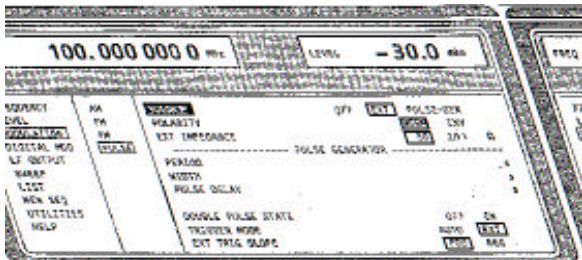 100.000 000 0 MHz LEVEL - 30.0 dBm FREQ
FREQUENCY AM SOURCE OFF EXT PULSE-GEN
LEVEL FM POLARITY NORM INV
MODULATION PM EXT IMPEDANCE 50 10k Ω
DIGITAL MOD PULSE PULSE GENERATOR
LF OUTPUT PERIOD
SWEEP WIDTH
LIST PULSE DELAY
MEM SEQ
UTILITIES DOUBLE PULSE STATE OFF ON
HELP TRIGGER MODE AUTO EXT
EXT TRIG SLOPE POS NEG